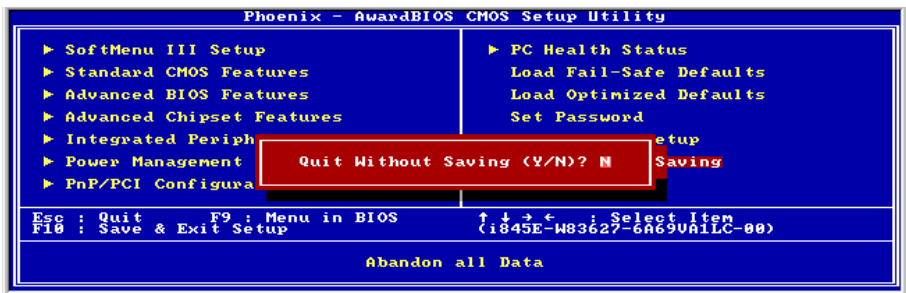 Phoenix - AwardBIOS CMOS Setup Utility
► SoftMenu III Setup
► Standard CMOS Features
► Advanced BIOS Features
► Advanced Chipset Features
► Integrated Periph
► Power Management
► PnP/PCI Configura
► PC Health Status
Load Fail-Safe Defaults
Load Optimized Defaults
Set Password
etup
Saving
Quit Without Saving (Y/N)? N
Esc : Quit F9 : Menu in BIOS ↑ ↓ → ← : Select Item
F10 : Save & Exit Setup (i845E-W83627-6A69VA1LC-00)
Abandon all Data